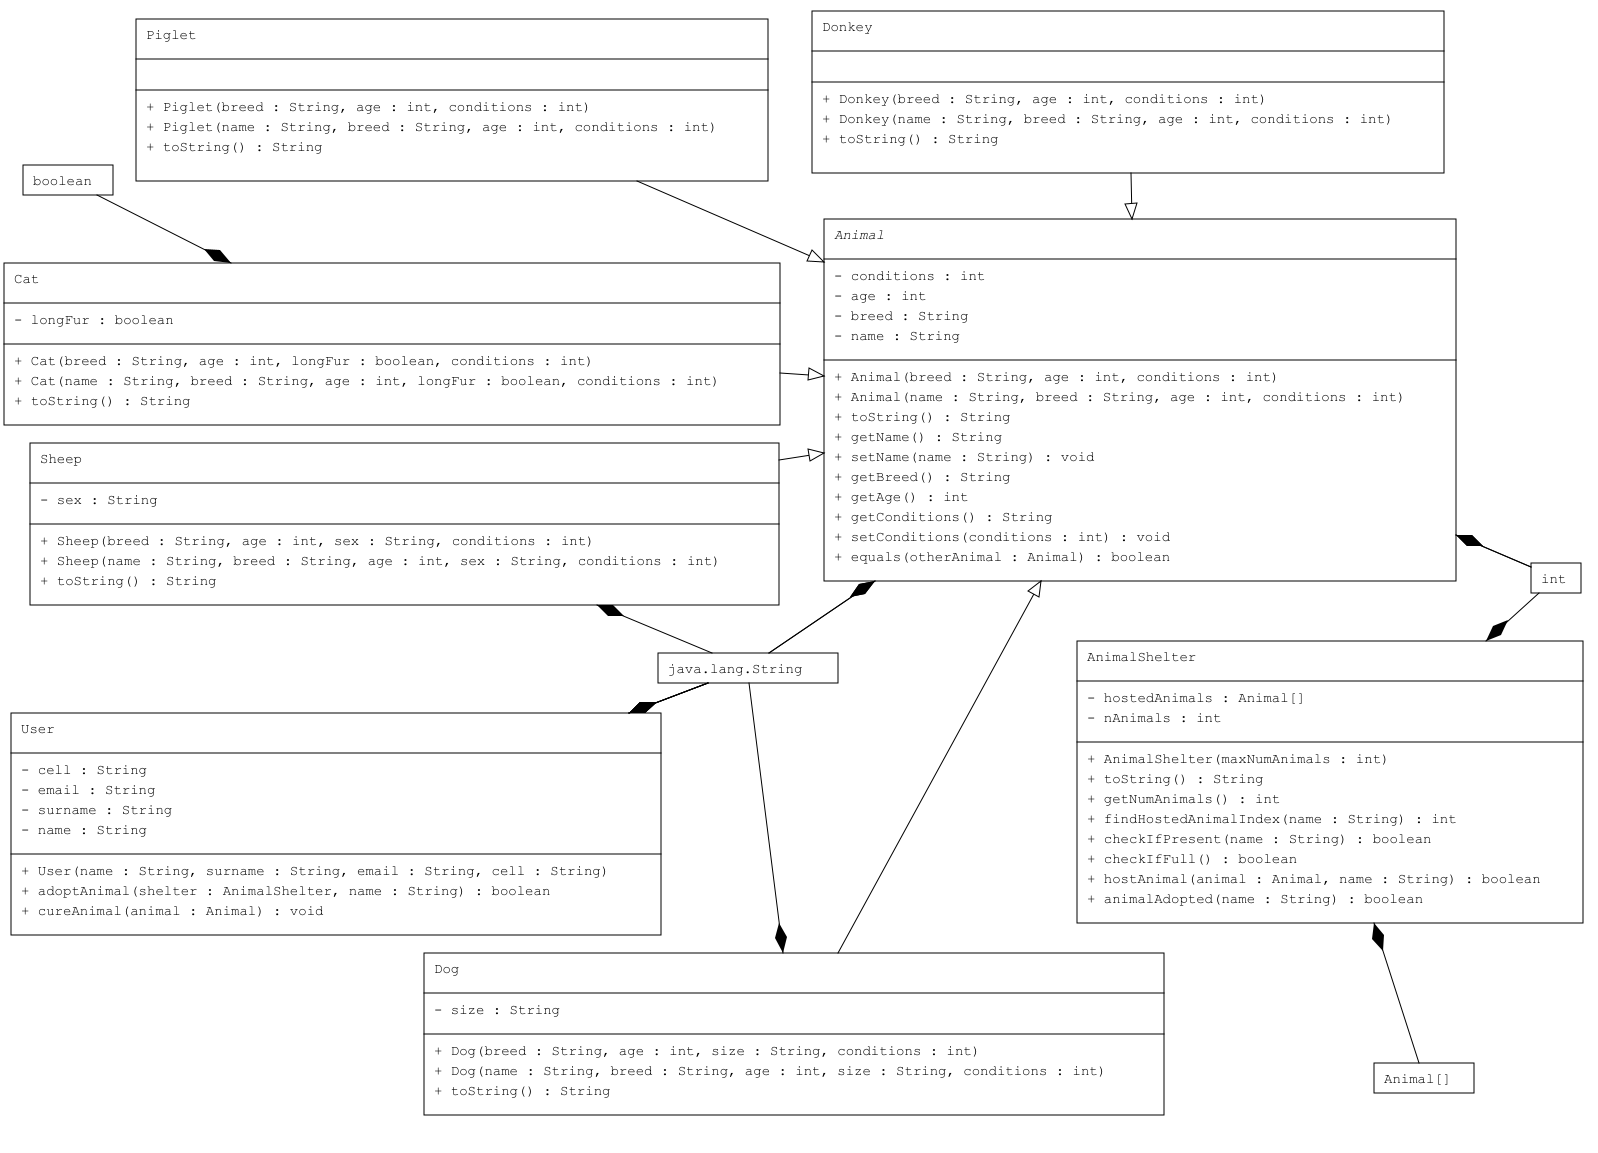 Piglet
+ Piglet(breed : String, age : int, conditions : int)
+ Piglet(name : String, breed : String, age : int, conditions : int)
+ toString() : String
Donkey
+ Donkey(breed : String, age : int, conditions : int)
+ Donkey(name : String, breed : String, age : int, conditions : int)
+ toString() : String
boolean
Animal
- conditions : int
- age : int
- breed : String
- name : String
+ Animal(breed : String, age : int, conditions : int)
+ Animal(name : String, breed : String, age : int, conditions : int)
+ toString() : String
+ getName() : String
+ setName(name : String) : void
+ getBreed() : String
+ getAge() : int
+ getConditions() : String
+ setConditions(conditions : int) : void
+ equals(otherAnimal : Animal) : boolean
Cat
- longFur : boolean
+ Cat(breed : String, age : int, longFur : boolean, conditions : int)
+ Cat(name : String, breed : String, age : int, longFur : boolean, conditions : int)
+ toString() : String
Sheep
- sex : String
+ Sheep(breed : String, age : int, sex : String, conditions : int)
+ Sheep(name : String, breed : String, age : int, sex : String, conditions : int)
+ toString() : String
int
java.lang.String
AnimalShelter
- hostedAnimals : Animal[]
- nAnimals : int
+ AnimalShelter(maxNumAnimals : int)
+ toString() : String
+ getNumAnimals() : int
+ findHostedAnimalIndex(name : String) : int
+ checkIfPresent(name : String) : boolean
+ checkIfFull() : boolean
+ hostAnimal(animal : Animal, name : String) : boolean
+ animalAdopted(name : String) : boolean
User
- cell : String
- email : String
- surname : String
- name : String
+ User(name : String, surname : String, email : String, cell : String)
+ adoptAnimal(shelter : AnimalShelter, name : String) : boolean
+ cureAnimal(animal : Animal) : void
Dog
- size : String
+ Dog(breed : String, age : int, size : String, conditions : int)
+ Dog(name : String, breed : String, age : int, size : String, conditions : int)
+ toString() : String
Animal[]